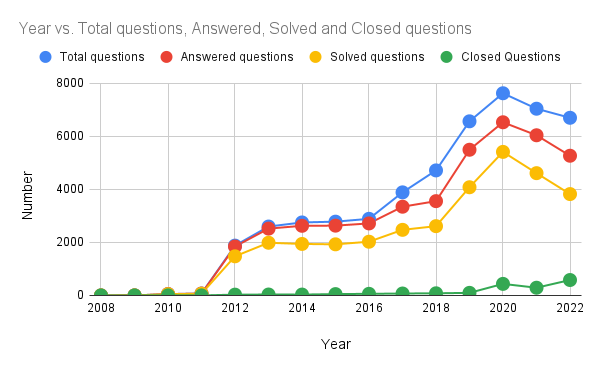 Year vs. Total questions, Answered, Solved and Closed questions
Total questions Answered questions Solved questions Closed Questions
8000
6000
4000
2000
0
Number
2008 2010 2012 2014 2016 2018 2020 2022
Year